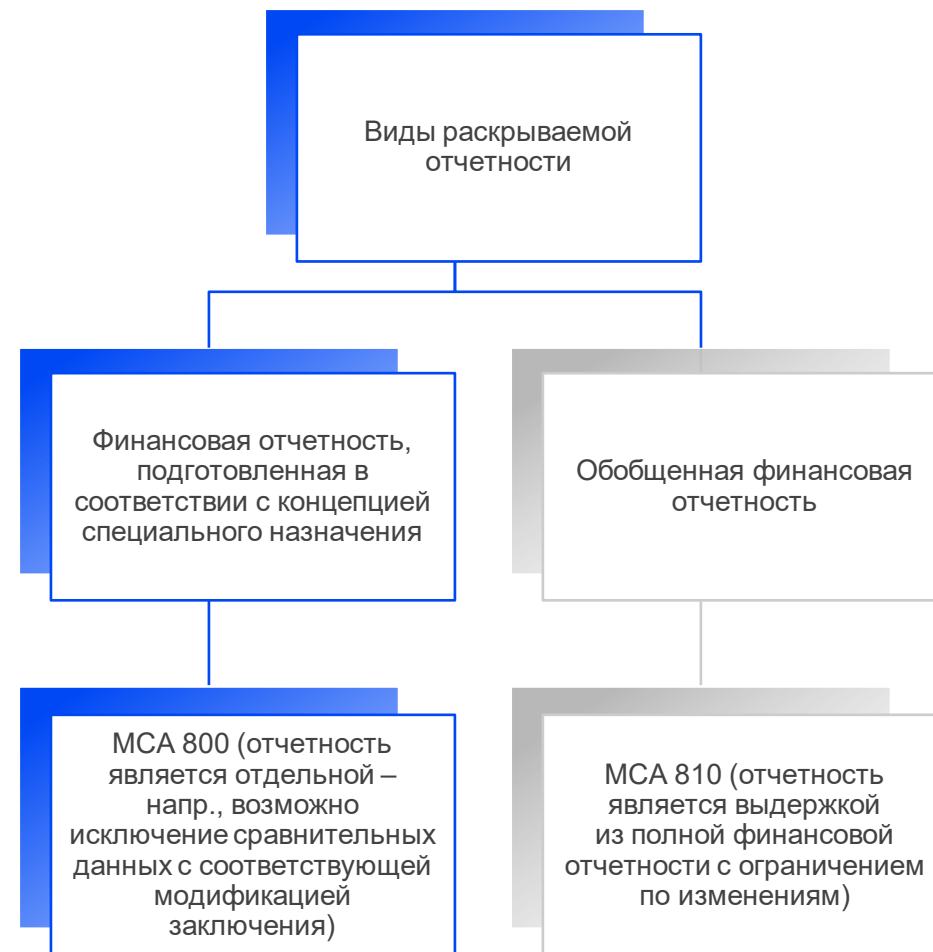 Виды раскрываемой
отчетности
Финансовая отчетность,
подготовленная в
соответствии с концепцией
специального назначения
Обобщенная финансовая
отчетность
МСА 800 (отчетность
является отдельной –
напр., возможно
исключение сравнительных
данных с соответствующей
модификацией
заключения)
МСА 810 (отчетность
является выдержкой
из полной финансовой
отчетности с ограничением
по изменениям)